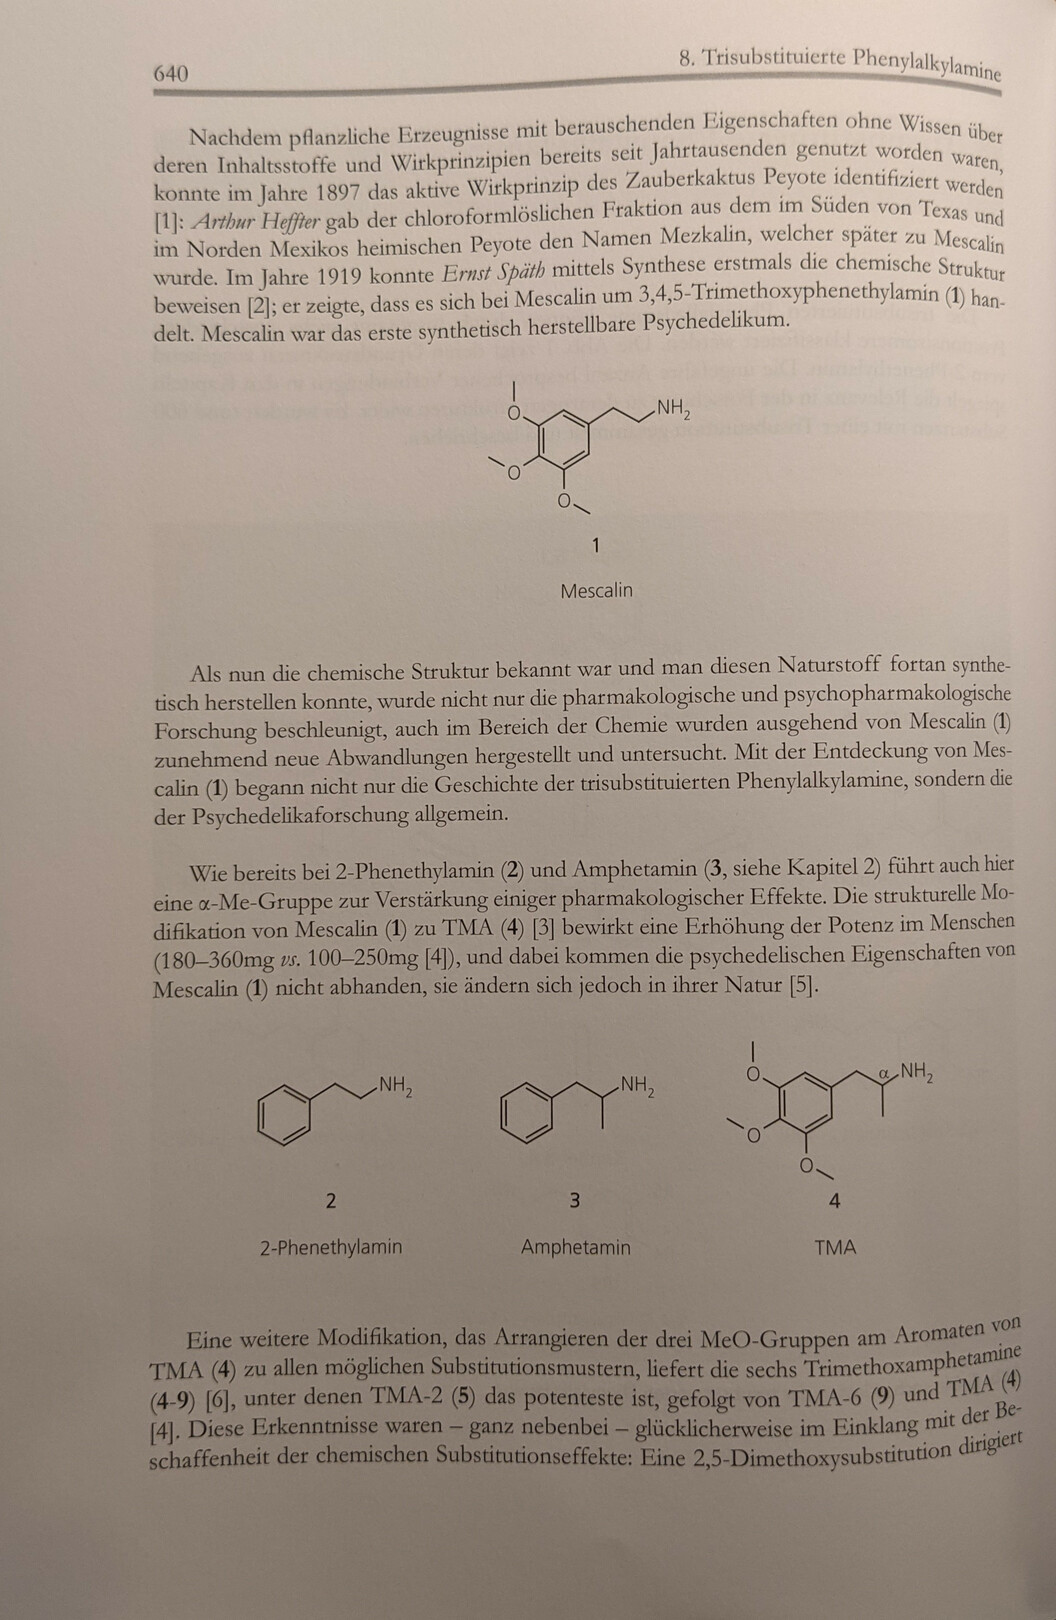 640
8. Trisubstituierte Phenylalkylamine
Nachdem pflanzliche Erzeugnisse mit berauschenden Eigenschaften ohne Wissen über
deren Inhaltsstoffe und Wirkprinzipien bereits seit Jahrtausenden genutzt worden waren,
konnte im Jahre 1897 das aktive Wirkprinzip des Zauberkaktus Peyote identifiziert werden
[1]: Arthur Heffter gab der chloroformlöslichen Fraktion aus dem im Süden von Texas und
im Norden Mexikos heimischen Peyote den Namen Mezkalin, welcher später zu Mescalin
wurde. Im Jahre 1919 konnte Ernst Späth mittels Synthese erstmals die chemische Struktur
beweisen [2]; er zeigte, dass es sich bei Mescalin um 3,4,5-Trimethoxyphenethylamin (1) han-
delt. Mescalin war das erste synthetisch herstellbare Psychedelikum.
O
NH2
O
O
1
Mescalin
Als nun die chemische Struktur bekannt war und man diesen Naturstoff fortan synthe-
tisch herstellen konnte, wurde nicht nur die pharmakologische und psychopharmakologische
Forschung beschleunigt, auch im Bereich der Chemie wurden ausgehend von Mescalin (1)
zunehmend neue Abwandlungen hergestellt und untersucht. Mit der Entdeckung von Mes-
calin (1) begann nicht nur die Geschichte der trisubstituierten Phenylalkylamine, sondern die
der Psychedelikaforschung allgemein.
Wie bereits bei 2-Phenethylamin (2) und Amphetamin (3, siehe Kapitel 2) führt auch hier
eine α-Me-Gruppe zur Verstärkung einiger pharmakologischer Effekte. Die strukturelle Mo-
difikation von Mescalin (1) zu TMA (4) [3] bewirkt eine Erhöhung der Potenz im Menschen
(180–360mg vs. 100–250mg [4]), und dabei kommen die psychedelischen Eigenschaften von
Mescalin (1) nicht abhanden, sie ändern sich jedoch in ihrer Natur [5].
NH2
2
2-Phenethylamin
NH2
3
Amphetamin
O
α
NH2
O
O
4
TMA
Eine weitere Modifikation, das Arrangieren der drei MeO-Gruppen am Aromaten von
TMA (4) zu allen möglichen Substitutionsmustern, liefert die sechs Trimethoxamphetamine
(4-9) [6], unter denen TMA-2 (5) das potenteste ist, gefolgt von TMA-6 (9) und TMA (4)
[4]. Diese Erkenntnisse waren – ganz nebenbei – glücklicherweise im Einklang mit der Be-
schaffenheit der chemischen Substitutionseffekte: Eine 2,5-Dimethoxysubstitution dirigiert